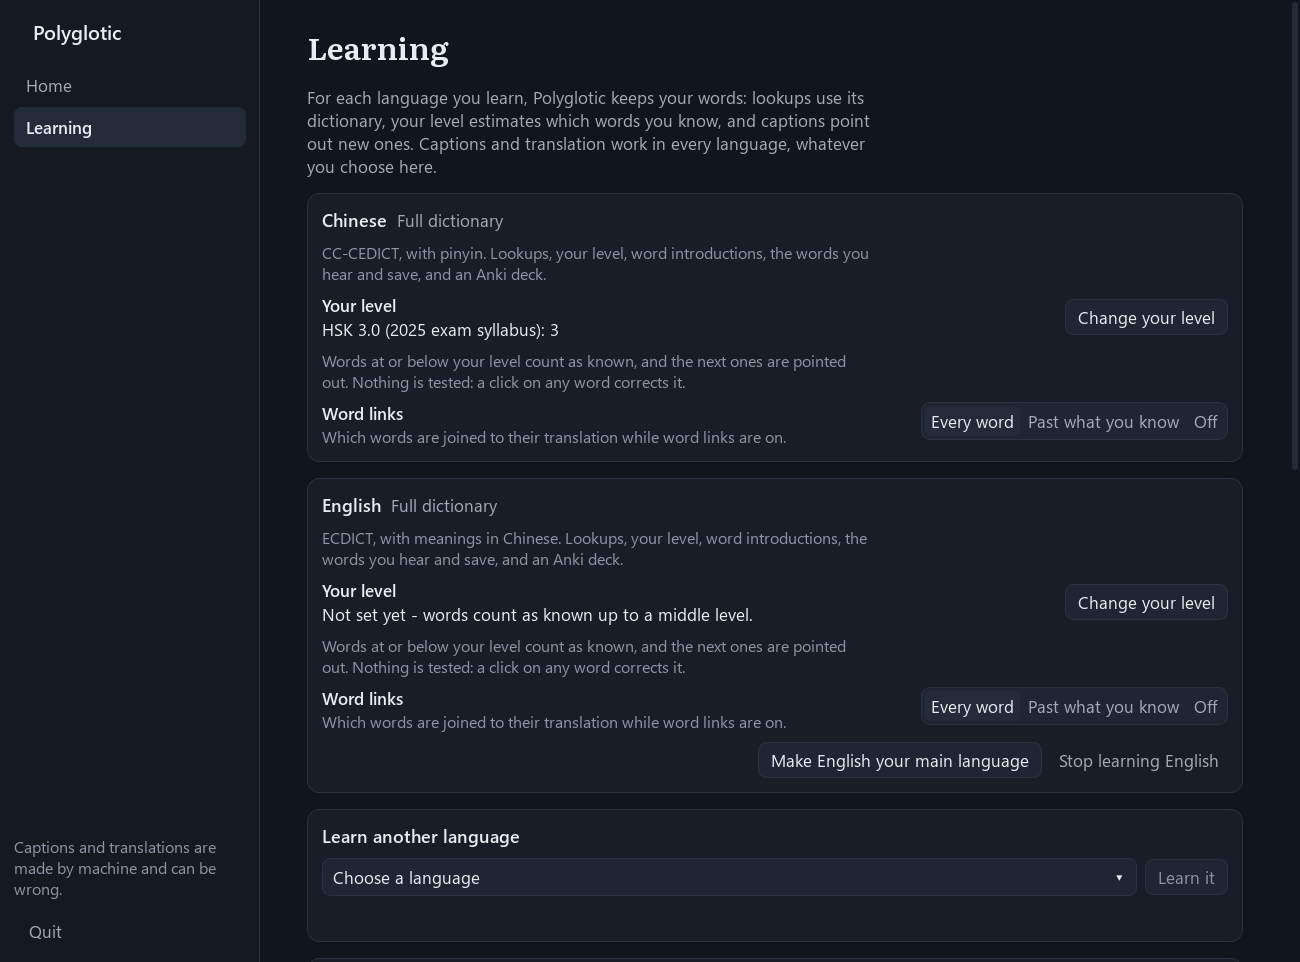 Polyglotic
Home
Learning
Captions and translations are
made by machine and can be
wrong.
Quit
Learning
For each language you learn, Polyglotic keeps your words: lookups use its
dictionary, your level estimates which words you know, and captions point
out new ones. Captions and translation work in every language, whatever
you choose here.
Chinese Full dictionary
CC-CEDICT, with pinyin. Lookups, your level, word introductions, the words you
hear and save, and an Anki deck.
Your level
HSK 3.0 (2025 exam syllabus): 3
Change your level
Words at or below your level count as known, and the next ones are pointed
out. Nothing is tested: a click on any word corrects it.
Word links
Which words are joined to their translation while word links are on.
Every word Past what you know Off
English Full dictionary
ECDICT, with meanings in Chinese. Lookups, your level, word introductions, the
words you hear and save, and an Anki deck.
Your level
Not set yet - words count as known up to a middle level.
Change your level
Words at or below your level count as known, and the next ones are pointed
out. Nothing is tested: a click on any word corrects it.
Word links
Which words are joined to their translation while word links are on.
Every word Past what you know Off
Make English your main language Stop learning English
Learn another language
Choose a language
Learn it